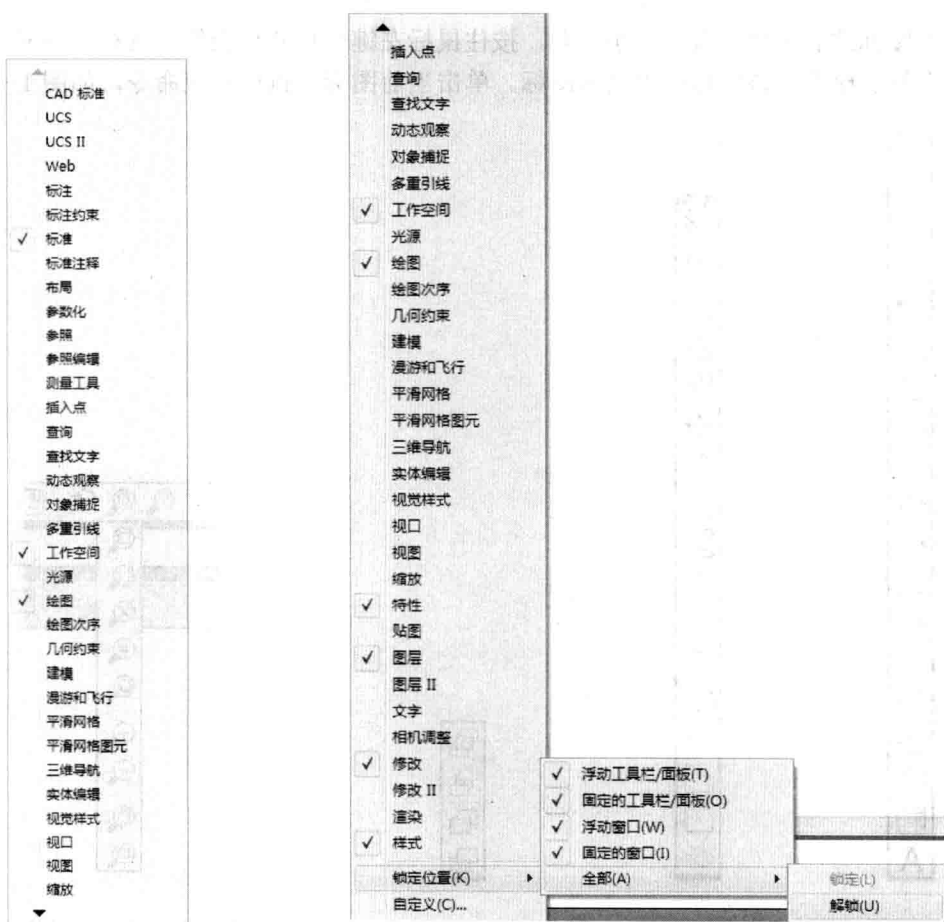 CAD 标准
UCS
UCS II
Web
标注
标注约束
标准
标准注释
布局
参数化
参照
参照编辑
测量工具
插入点
查询
查找文字
动态观察
对象捕捉
多重引线
工作空间
光源
绘图
绘图次序
几何约束
建模
漫游和飞行
平滑网格
平滑网格图元
三维导航
实体编辑
视觉样式
视口
视图
缩放
插入点
查询
查找文字
动态观察
对象捕捉
多重引线
工作空间
光源
绘图
绘图次序
几何约束
建模
漫游和飞行
平滑网格
平滑网格图元
三维导航
实体编辑
视觉样式
视口
视图
缩放
特性
贴图
图层
图层 II
文字
相机调整
修改
修改 II
渲染
样式
锁定位置(K)
自定义(C)...
浮动工具栏/面板(T)
固定的工具栏/面板(O)
浮动窗口(W)
固定的窗口(I)
全部(A)
锁定(L)
解锁(U)